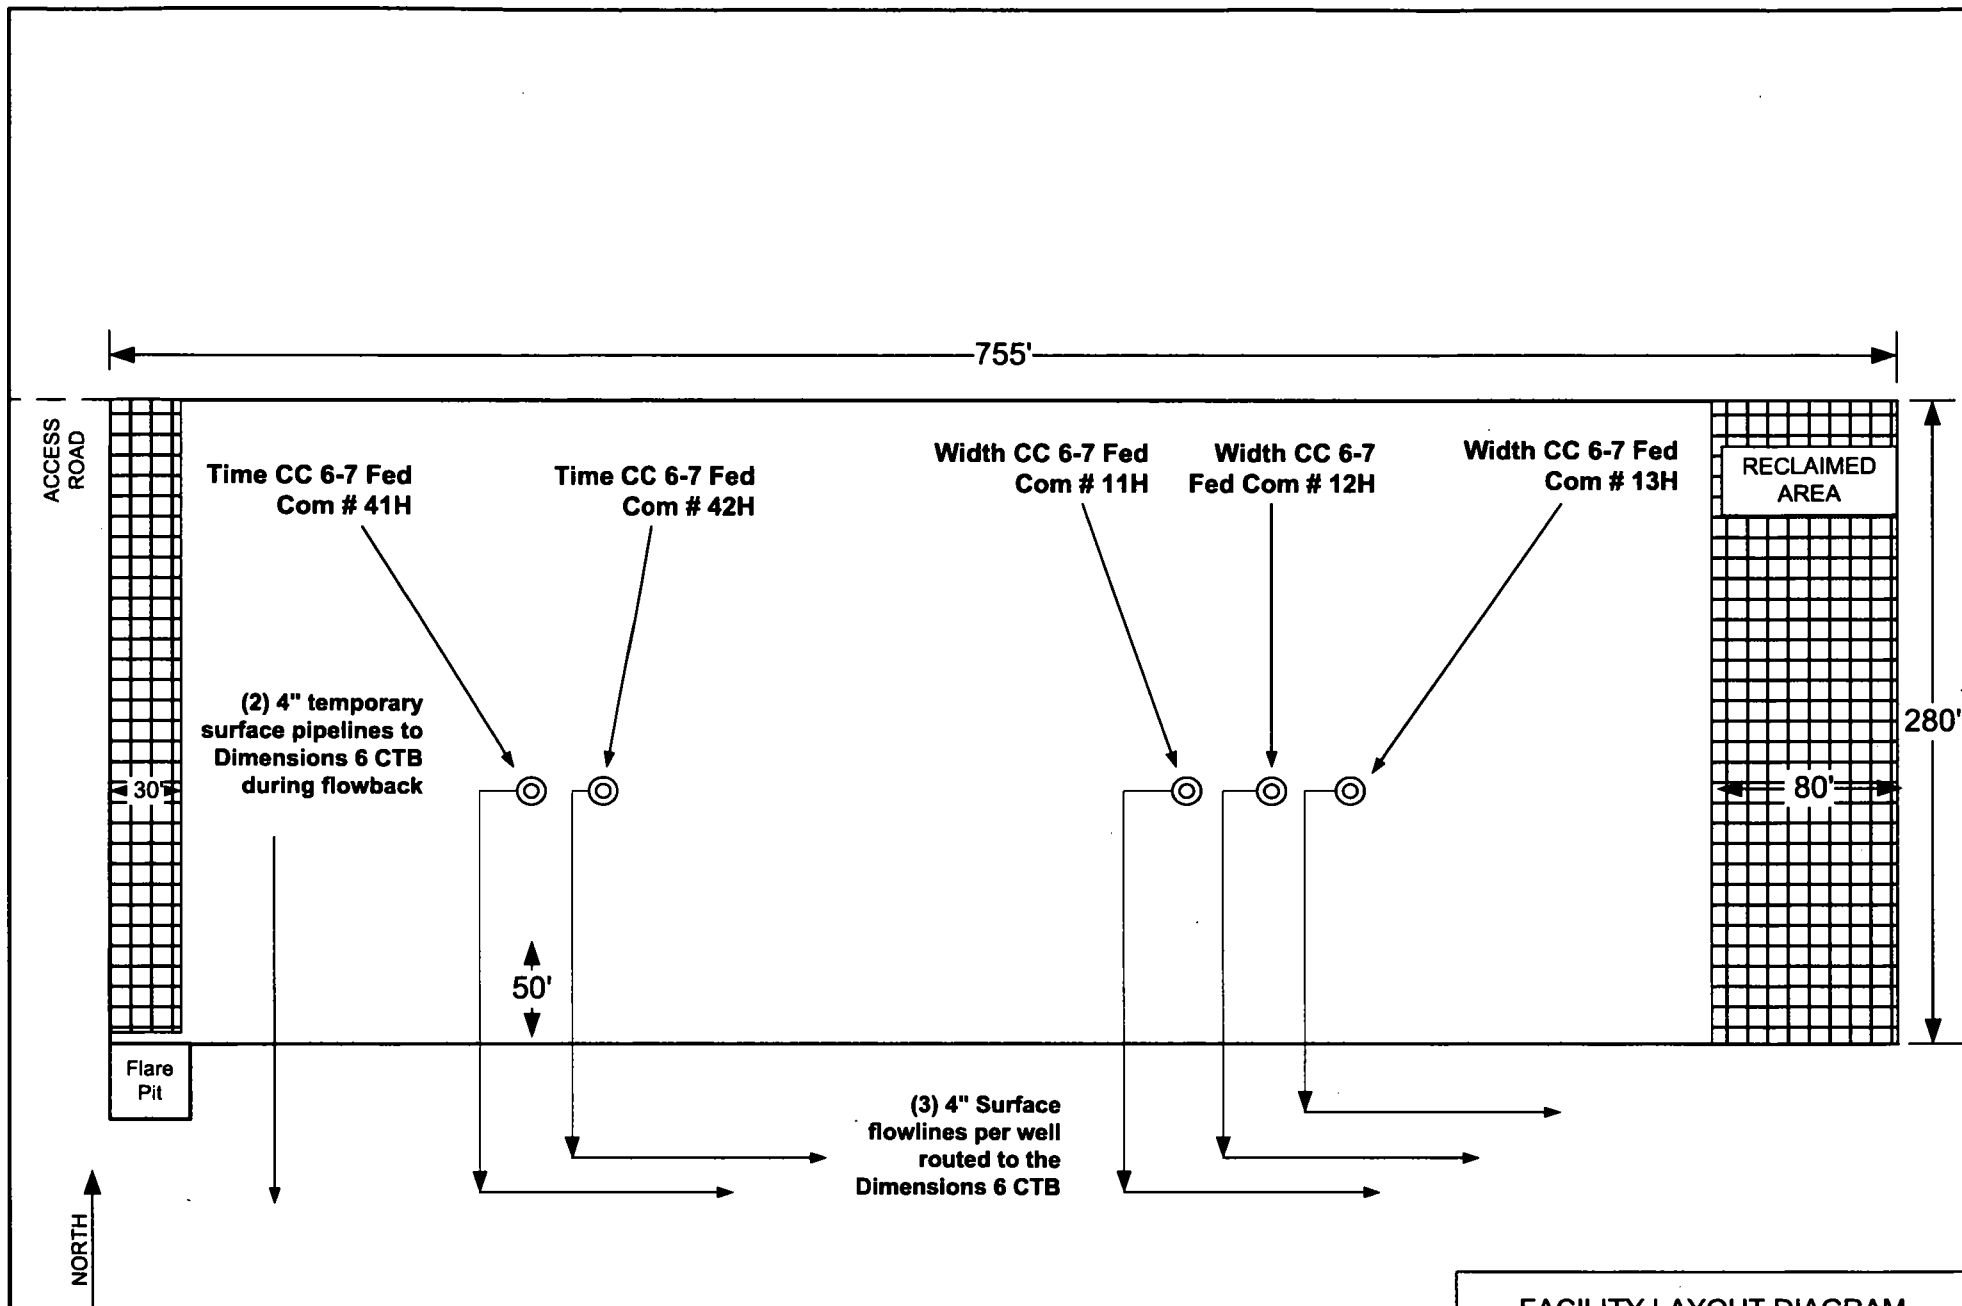 755'
ACCESS
ROAD
Time CC 6-7 Fed
Com # 41H
Time CC 6-7 Fed
Com # 42H
Width CC 6-7 Fed
Com # 11H
Width CC 6-7
Fed Com # 12H
Width CC 6-7 Fed
Com # 13H
RECLAIMED
AREA
(2) 4" temporary
surface pipelines to
Dimensions 6 CTB
during flowback
280'
30'
80'
50'
Flare
Pit
(3) 4" Surface
flowlines per well
routed to the
Dimensions 6 CTB
NORTH
FACILITY LAYOUT DIAGRAM